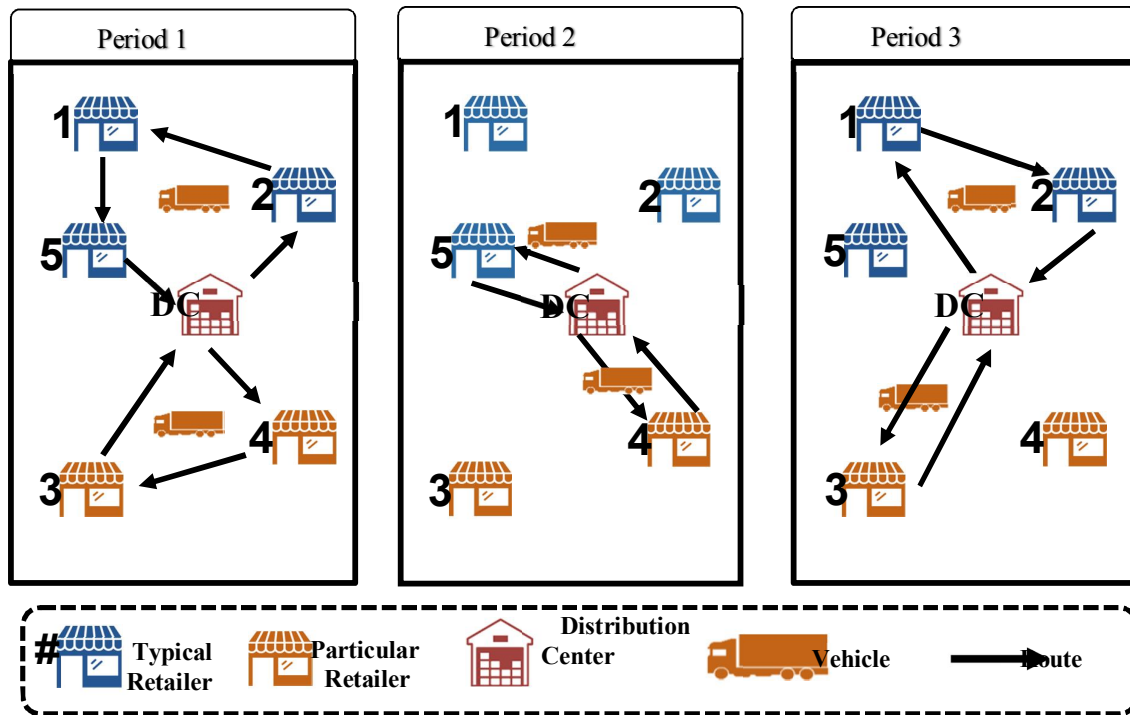 Period 1
1
2
5
DC
4
3
Period 2
1
2
5
DC
4
3
Period 3
1
2
5
DC
4
3
# Typical Retailer
Particular Retailer
Distribution Center
Vehicle
Route